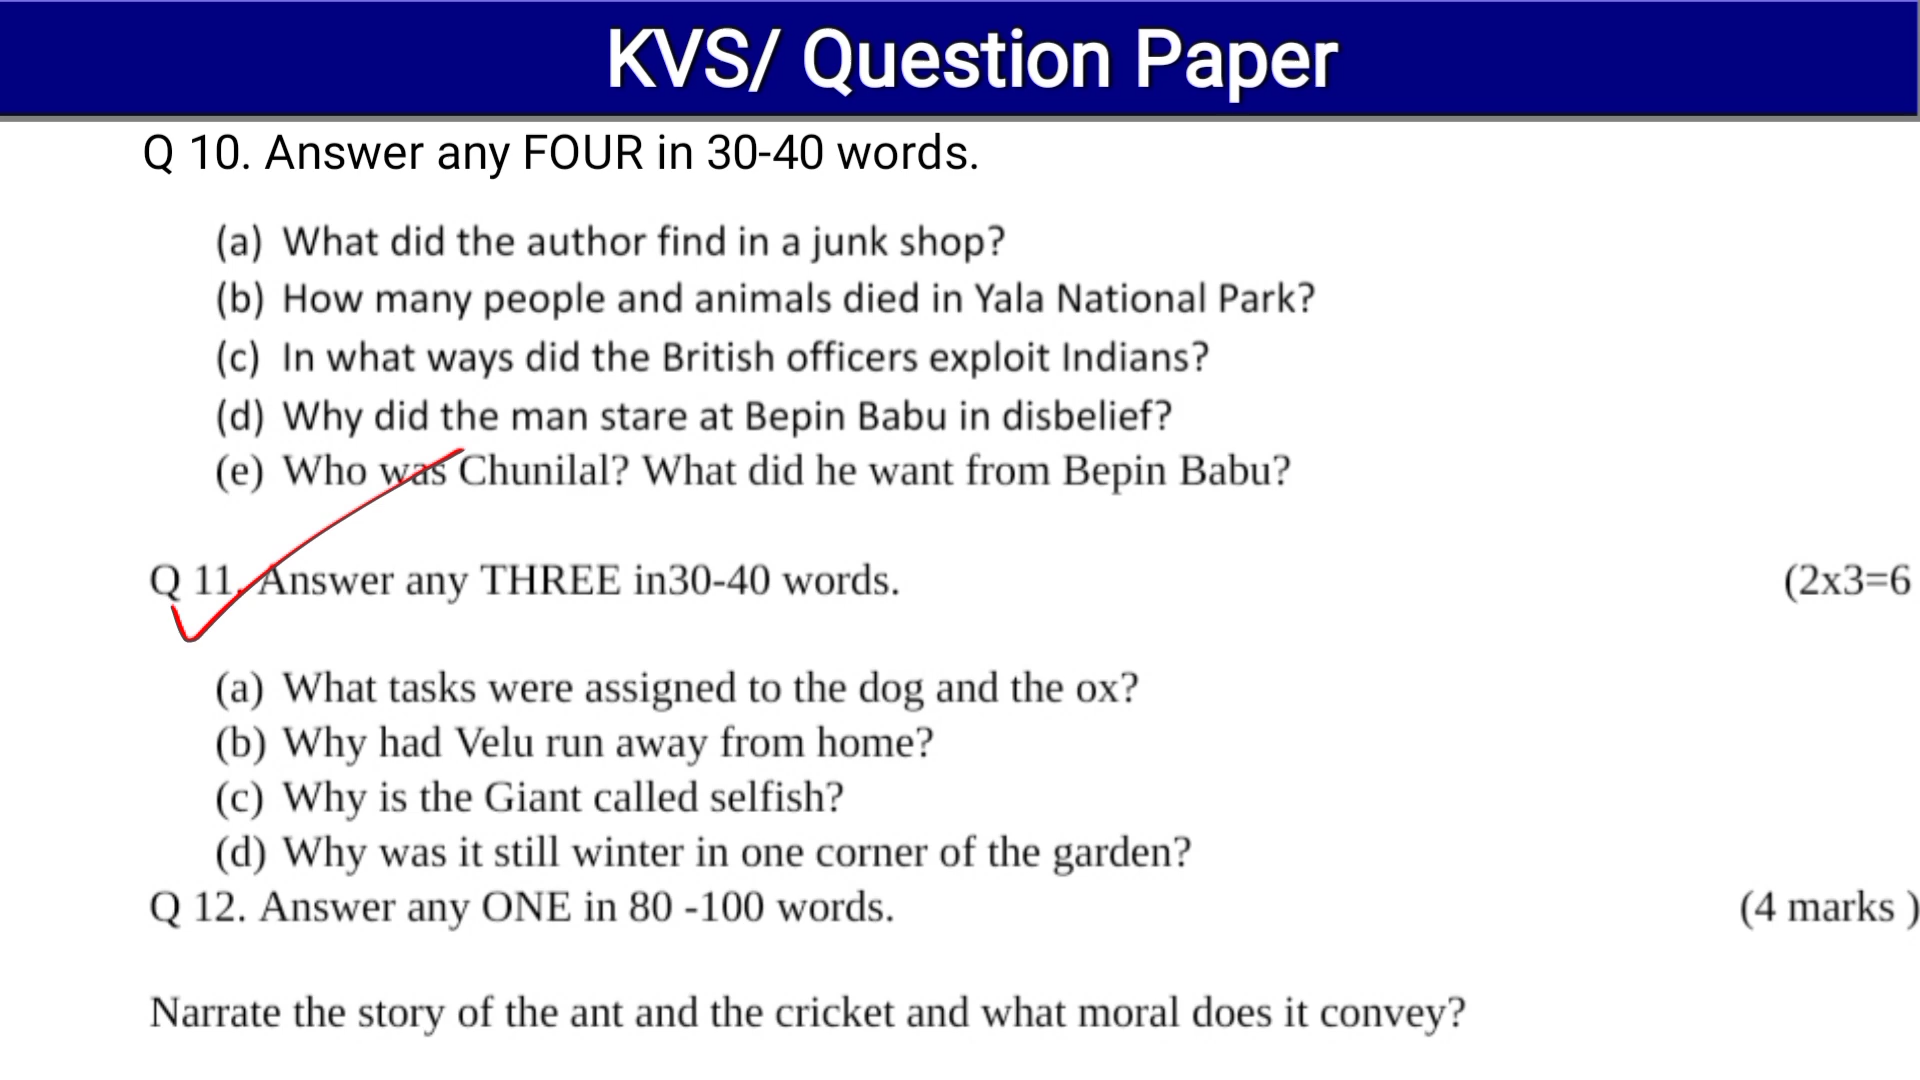 KVS/ Question Paper
Q 10. Answer any FOUR in 30-40 words.
(a) What did the author find in a junk shop?
(b) How many people and animals died in Yala National Park?
(c) In what ways did the British officers exploit Indians?
(d) Why did the man stare at Bepin Babu in disbelief?
(e) Who was Chunilal? What did he want from Bepin Babu?
Q 11. Answer any THREE in30-40 words. (2x3=6
(a) What tasks were assigned to the dog and the ox?
(b) Why had Velu run away from home?
(c) Why is the Giant called selfish?
(d) Why was it still winter in one corner of the garden?
Q 12. Answer any ONE in 80 -100 words. (4 marks )
Narrate the story of the ant and the cricket and what moral does it convey?